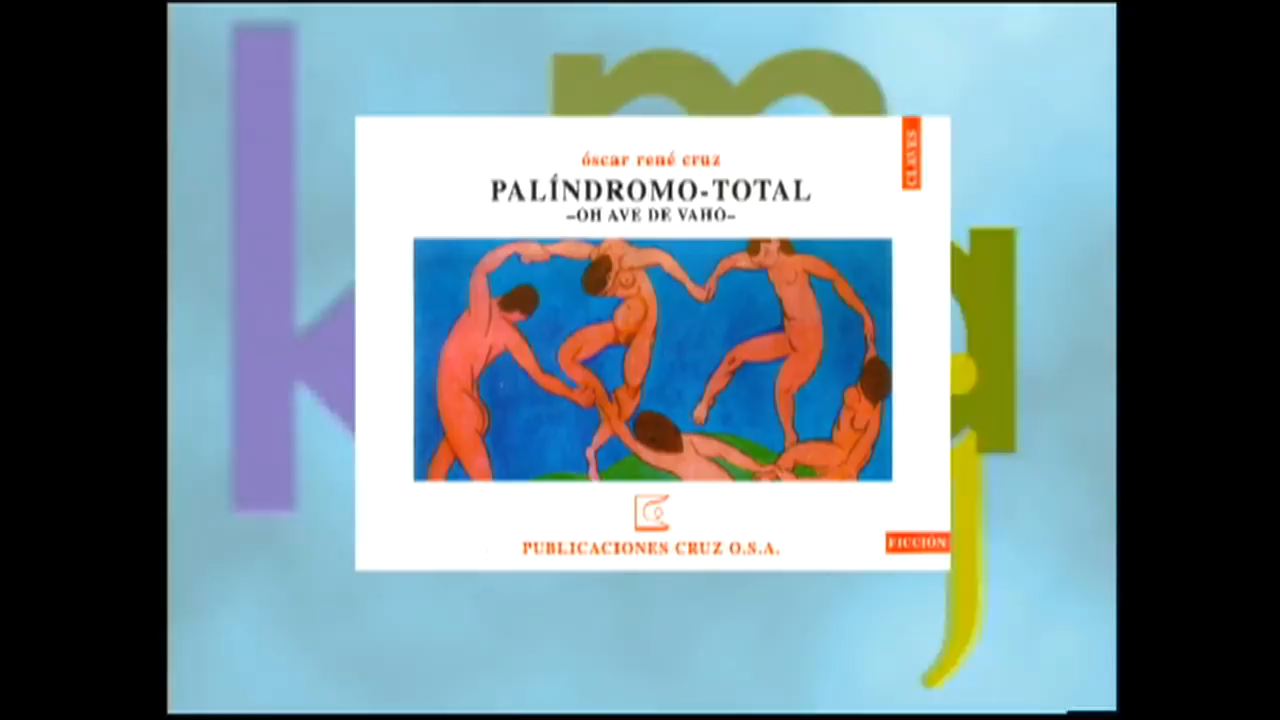 k
m
g
j
CLAVES
óscar rené cruz
PALÍNDROMO-TOTAL
–OH AVE DE VAHO–
PUBLICACIONES CRUZ O.S.A.
FICCIÓN